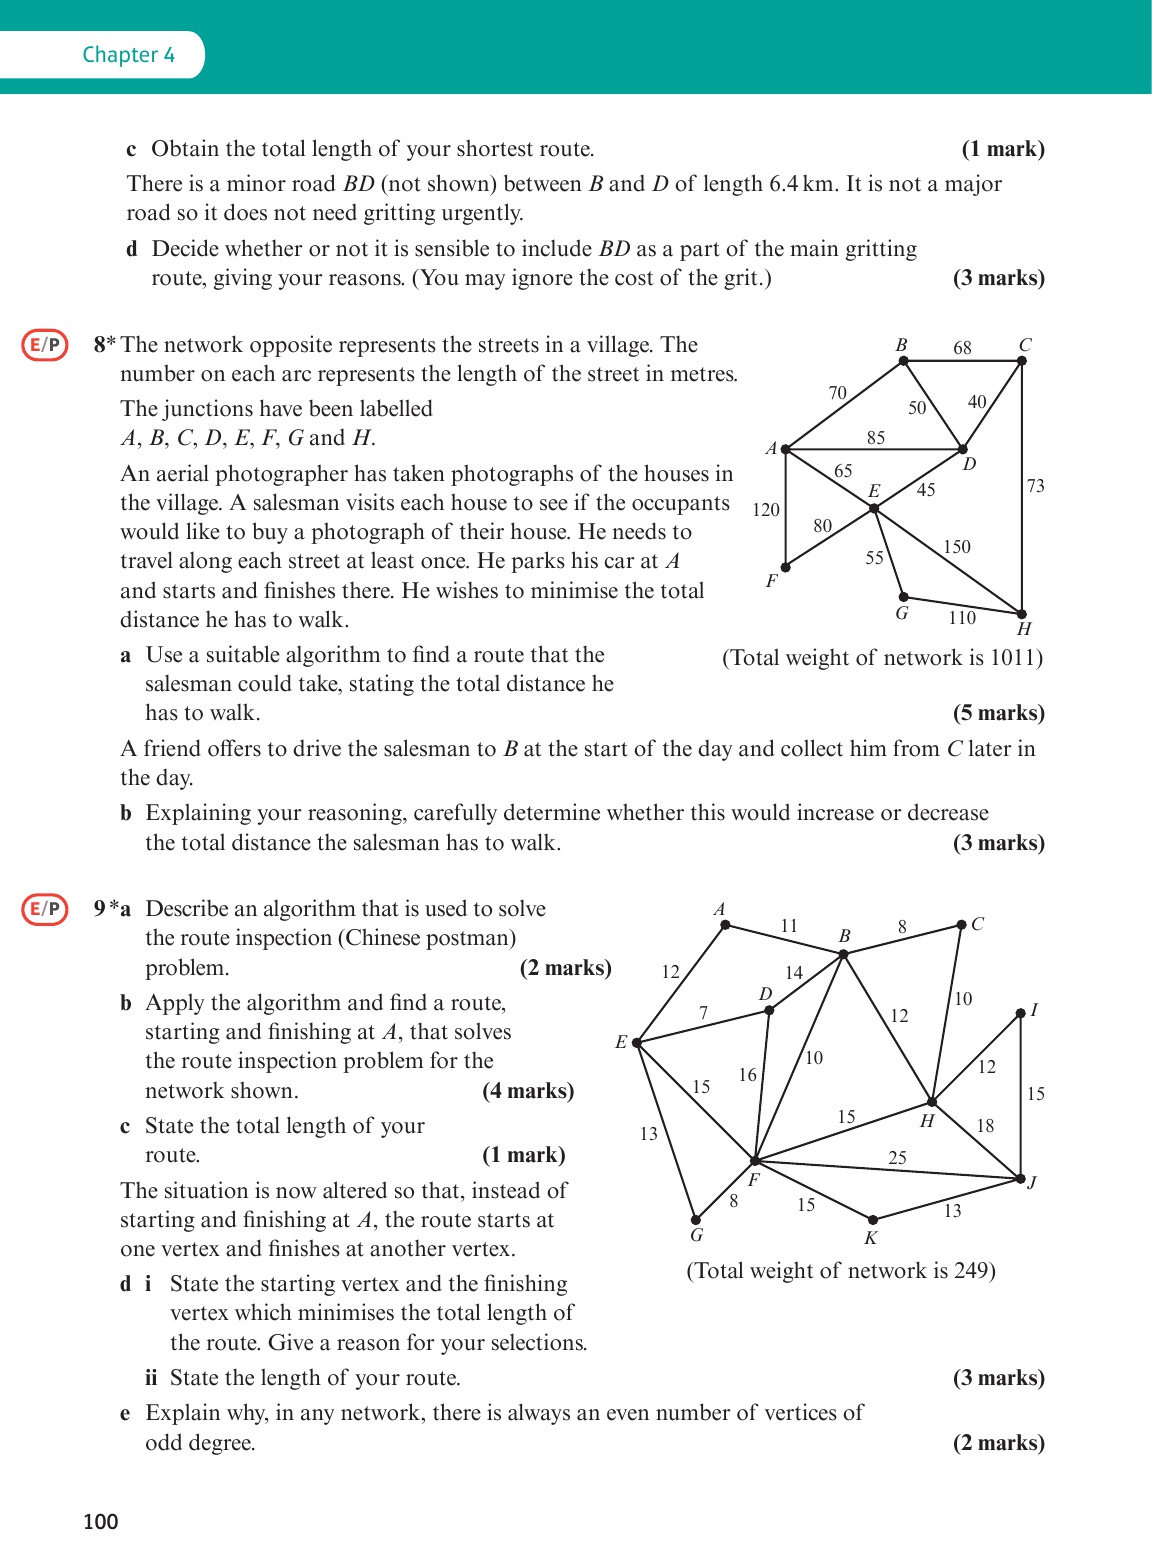 Chapter 4
c Obtain the total length of your shortest route. (1 mark)
There is a minor road BD (not shown) between B and D of length 6.4 km. It is not a major
road so it does not need gritting urgently.
d Decide whether or not it is sensible to include BD as a part of the main gritting
route, giving your reasons. (You may ignore the cost of the grit.) (3 marks)
E/P
8* The network opposite represents the streets in a village. The
number on each arc represents the length of the street in metres.
The junctions have been labelled
A, B, C, D, E, F, G and H.
An aerial photographer has taken photographs of the houses in
the village. A salesman visits each house to see if the occupants
would like to buy a photograph of their house. He needs to
travel along each street at least once. He parks his car at A
and starts and finishes there. He wishes to minimise the total
distance he has to walk.
B 68 C
70
50 40
A 85
D
65
E 45
73
120
80
150
55
F
G 110
H
(Total weight of network is 1011)
a Use a suitable algorithm to find a route that the
salesman could take, stating the total distance he
has to walk. (5 marks)
A friend offers to drive the salesman to B at the start of the day and collect him from C later in
the day.
b Explaining your reasoning, carefully determine whether this would increase or decrease
the total distance the salesman has to walk. (3 marks)
E/P
9*a Describe an algorithm that is used to solve
the route inspection (Chinese postman)
problem. (2 marks)
b Apply the algorithm and find a route,
starting and finishing at A, that solves
the route inspection problem for the
network shown. (4 marks)
c State the total length of your
route. (1 mark)
The situation is now altered so that, instead of
starting and finishing at A, the route starts at
one vertex and finishes at another vertex.
A
11
B
8
C
12
14
D
7
10
I
12
E
10
16
12
15
15
15
H
18
13
25
F
J
8
15
13
G
K
(Total weight of network is 249)
d i State the starting vertex and the finishing
vertex which minimises the total length of
the route. Give a reason for your selections.
ii State the length of your route. (3 marks)
e Explain why, in any network, there is always an even number of vertices of
odd degree. (2 marks)
100